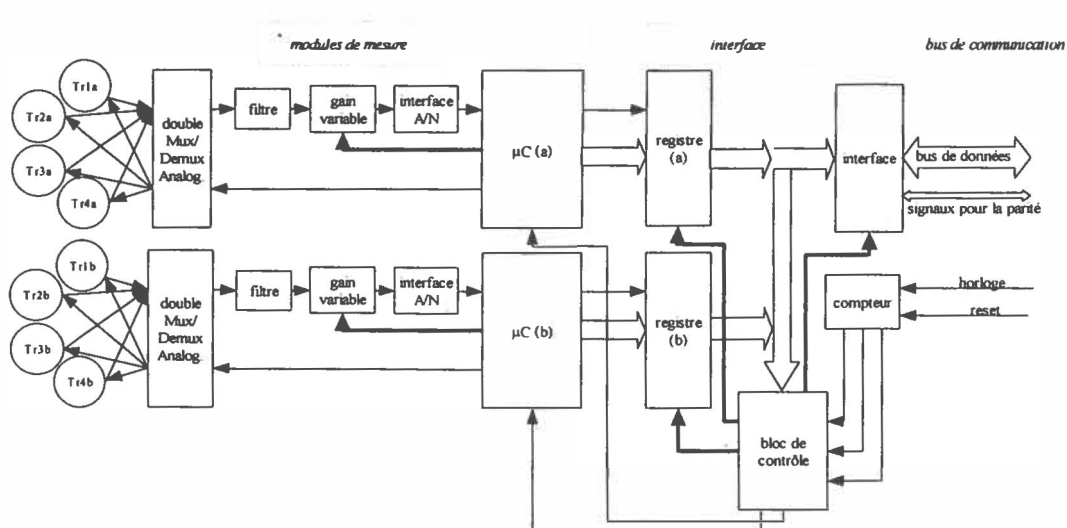 modules de mesure
interface
bus de communication
Tr1a
Tr2a
Tr3a
Tr4a
double
Mux/
Demux
Analog.
filtre
gain
variable
interface
A/N
µC (a)
registre
(a)
interface
bus de données
signaux pour la parité
Tr1b
Tr2b
Tr3b
Tr4b
double
Mux/
Demux
Analog.
filtre
gain
variable
interface
A/N
µC (b)
registre
(b)
compteur
horloge
reset
bloc de
contrôle